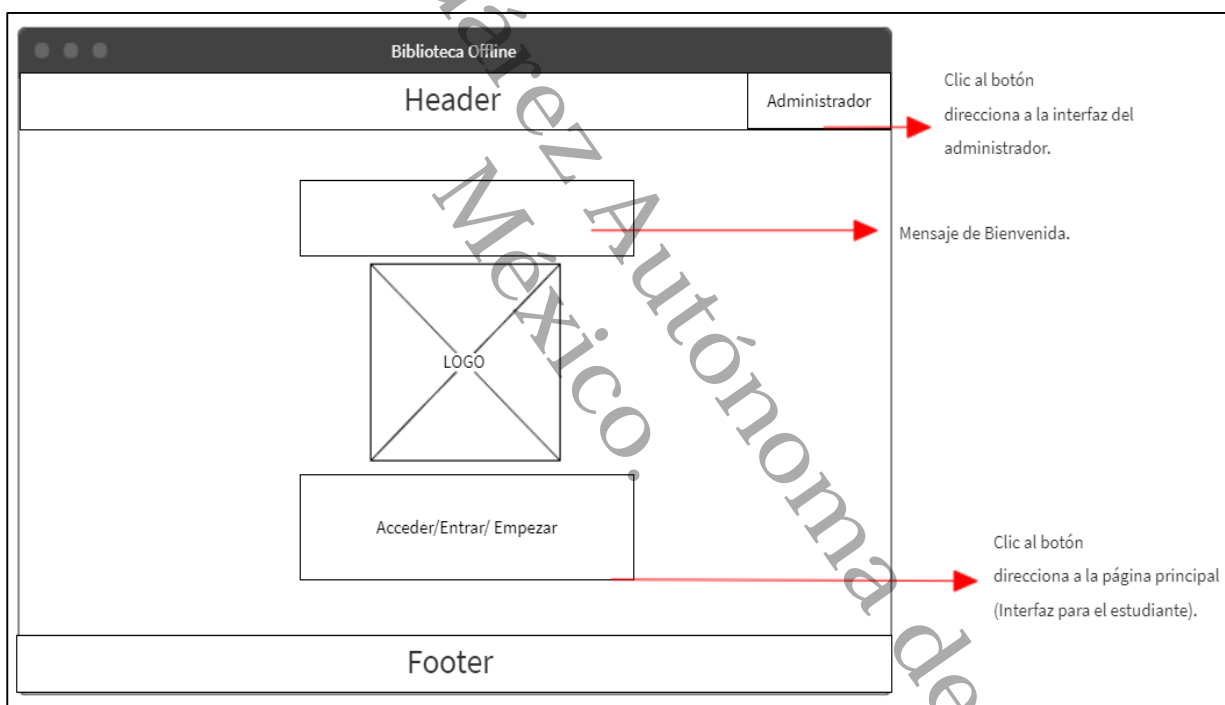 Biblioteca Offline
Header
Administrador
Clic al botón
direcciona a la interfaz del
administrador.
Mensaje de Bienvenida.
LOGO
Acceder/Entrar/ Empezar
Clic al botón
direcciona a la página principal
(Interfaz para el estudiante).
Footer
Autónoma de
México.